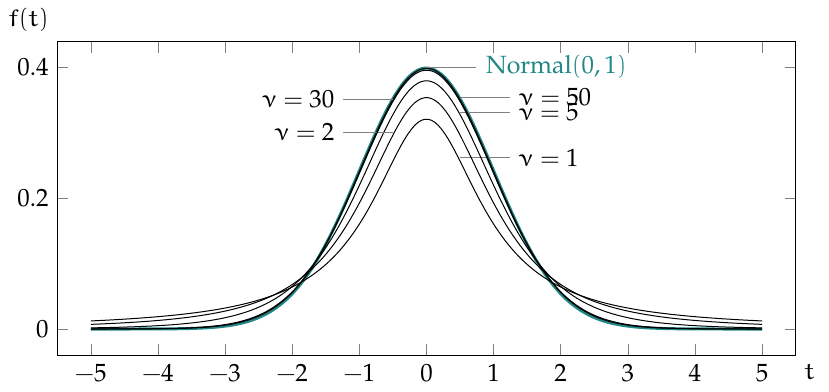 f(t)
0.4
0.2
0
Normal(0, 1)
ν = 30
ν = 50
ν = 5
ν = 2
ν = 1
−5 −4 −3 −2 −1 0 1 2 3 4 5 t